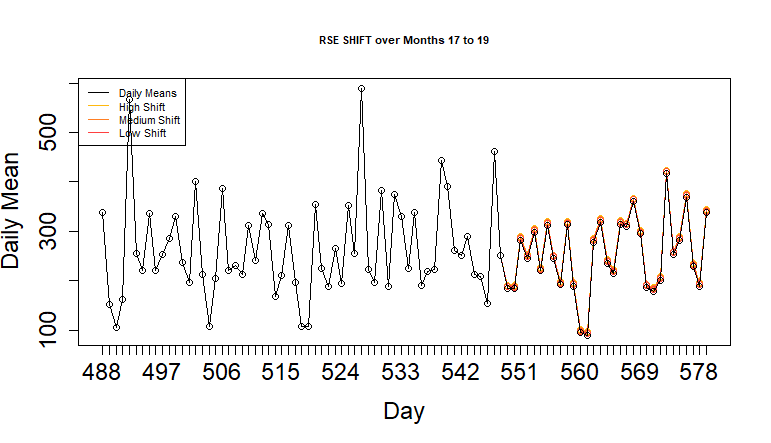 RSE SHIFT over Months 17 to 19
Daily Means
High Shift
Medium Shift
Low Shift
Daily Mean
500
300
100
488 497 506 515 524 533 542 551 560 569 578
Day